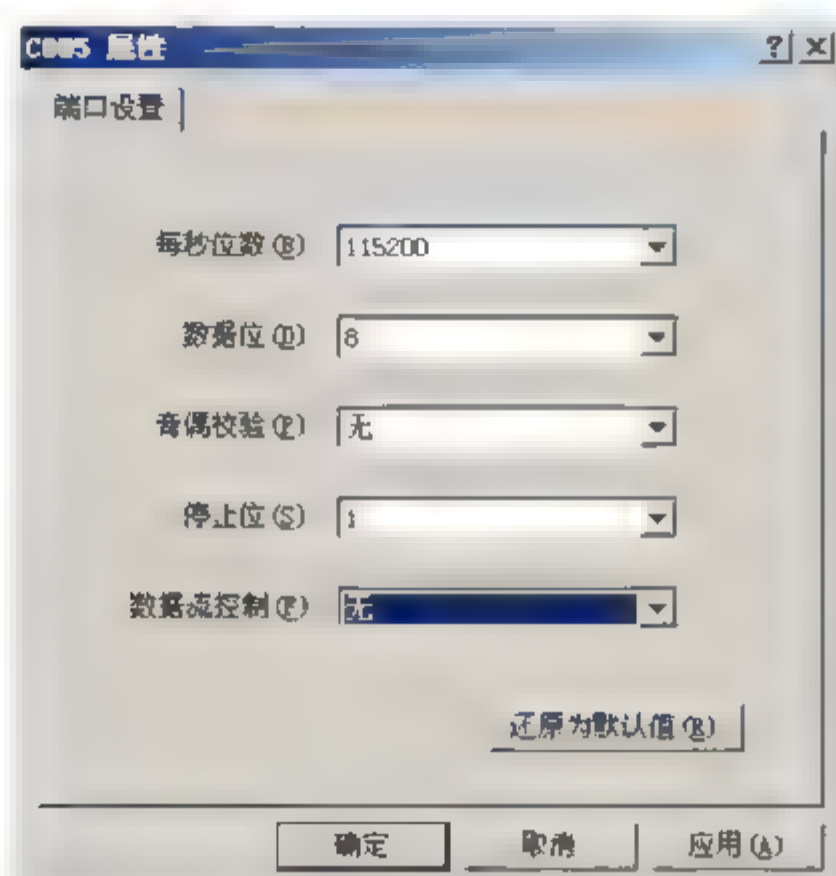 COM5 属性
端口设置
每秒位数(B) 115200
数据位(D) 8
奇偶校验(P) 无
停止位(S) 1
数据流控制(F) 无
还原为默认值(R)
确定 取消 应用(A)